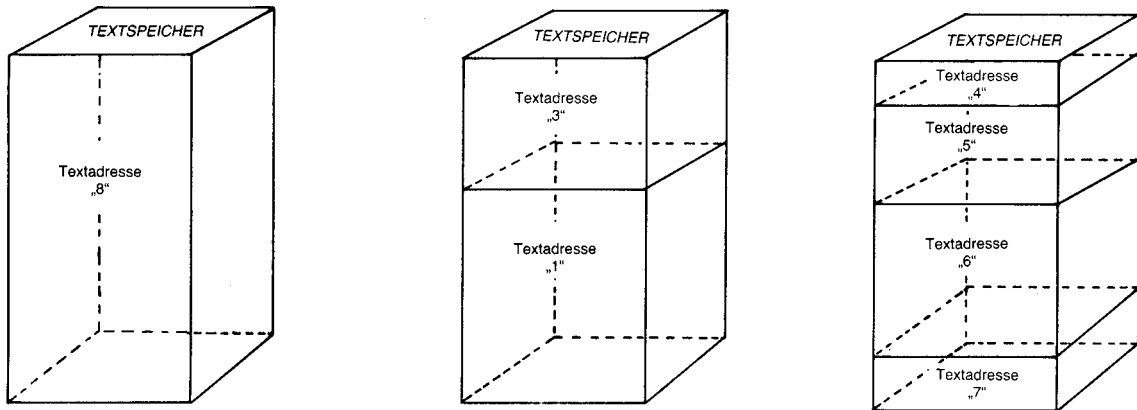 TEXTSPEICHER
Textadresse
„8“
TEXTSPEICHER
Textadresse
„3“
Textadresse
„1“
TEXTSPEICHER
Textadresse
„4“
Textadresse
„5“
Textadresse
„6“
Textadresse
„7“